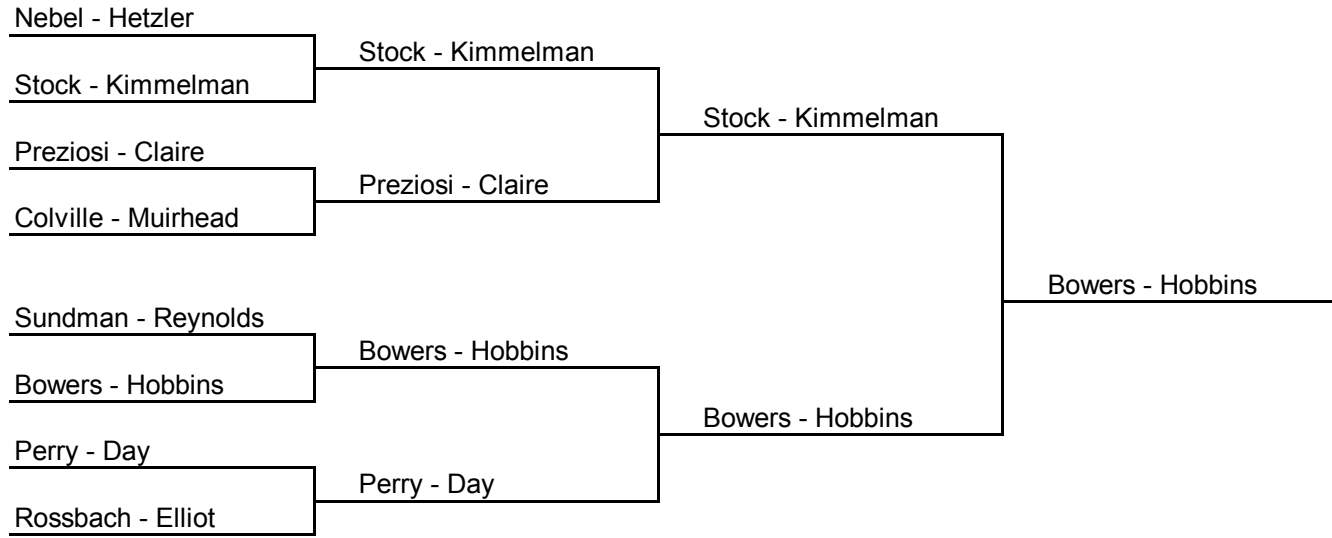 Nebel - Hetzler
Stock - Kimmelman
Preziosi - Claire
Colville - Muirhead
Sundman - Reynolds
Bowers - Hobbins
Perry - Day
Rossbach - Elliot
Stock - Kimmelman
Preziosi - Claire
Bowers - Hobbins
Perry - Day
Stock - Kimmelman
Bowers - Hobbins
Bowers - Hobbins